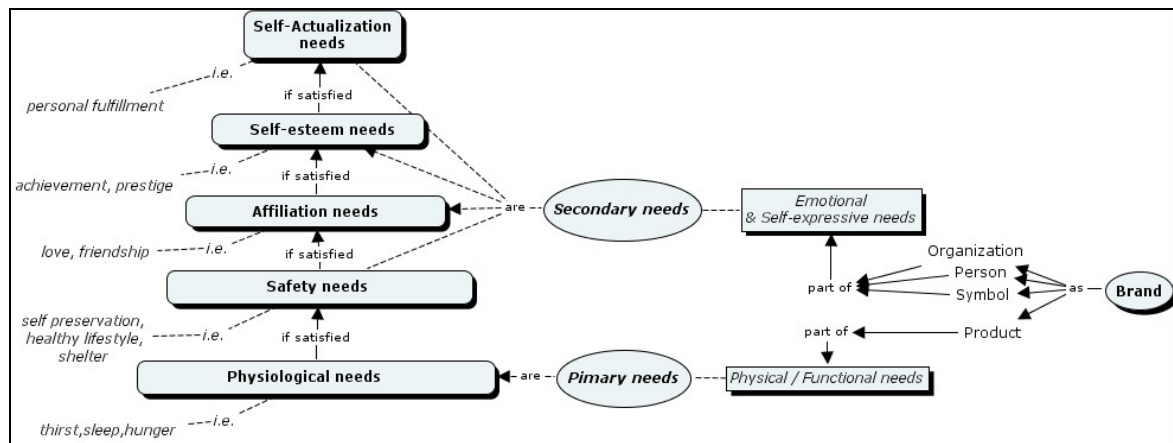 Self-Actualization
needs
i.e.
personal fulfillment
if satisfied
Self-esteem needs
i.e.
achievement, prestige
if satisfied
Affiliation needs
i.e.
love, friendship
if satisfied
Safety needs
i.e.
self preservation,
healthy lifestyle,
shelter
if satisfied
Physiological needs
i.e.
thirst,sleep,hunger
are
Secondary needs
Emotional
& Self-expressive needs
part of
Organization
Person
Symbol
as
Brand
Product
part of
are
Pimary needs
Physical / Functional needs